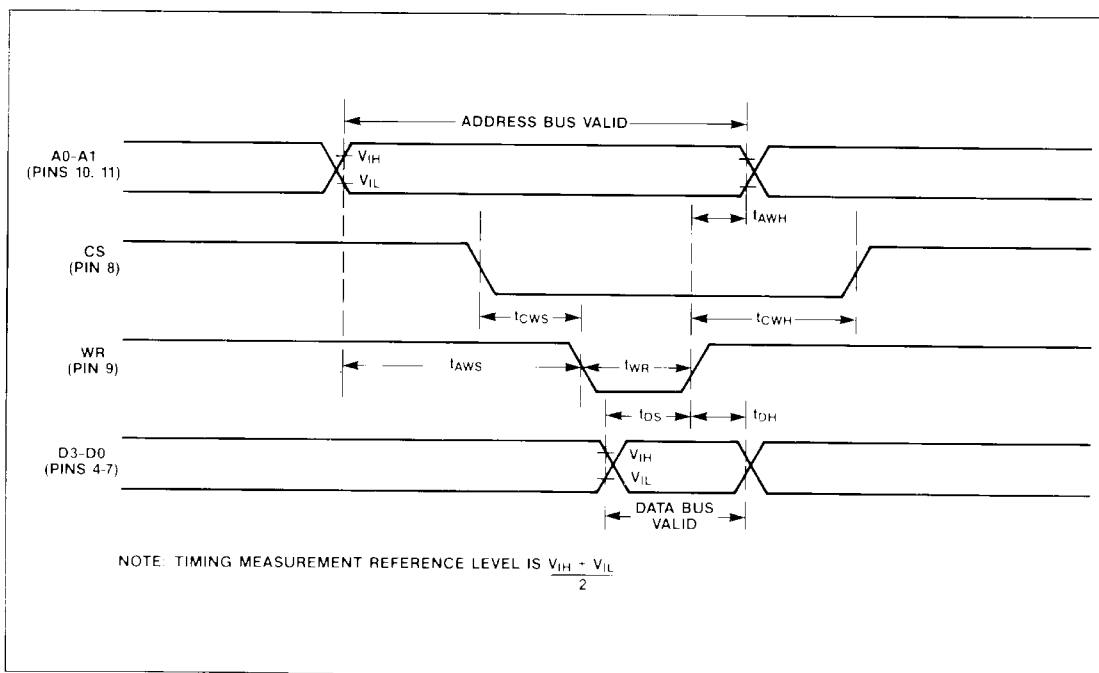 ADDRESS BUS VALID
A0-A1
(PINS 10. 11)
VIH
VIL
tAWH
CS
(PIN 8)
tCWS
tCWH
WR
(PIN 9)
tAWS
tWR
tDS
tDH
D3-D0
(PINS 4-7)
VIH
VIL
DATA BUS
VALID
NOTE: TIMING MEASUREMENT REFERENCE LEVEL IS VIH + VIL
2